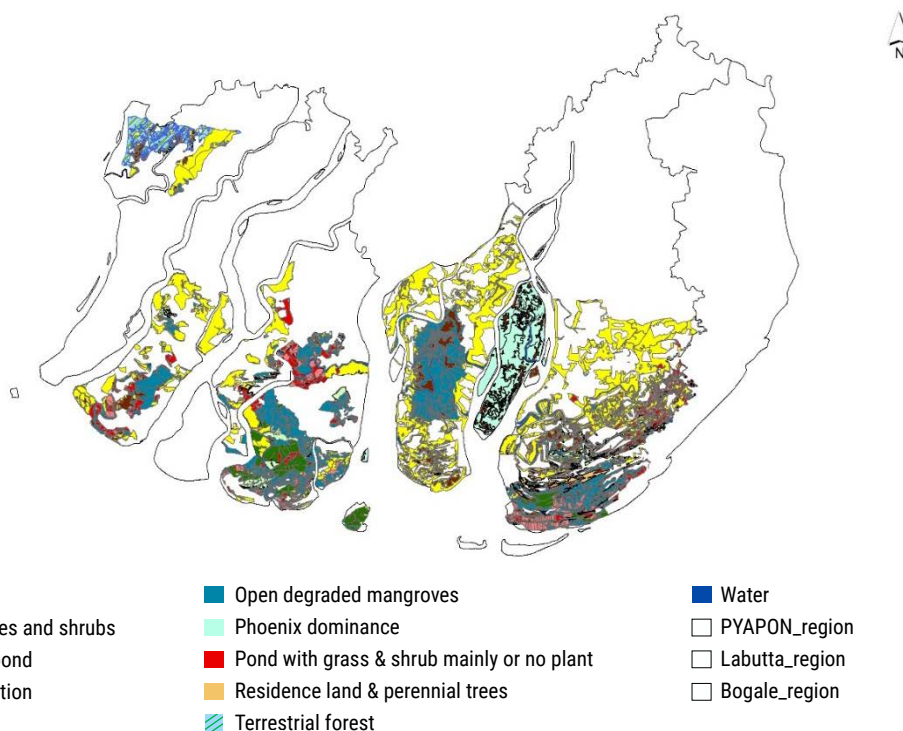 N
es and shrubs
ond
tion
Open degraded mangroves
Phoenix dominance
Pond with grass & shrub mainly or no plant
Residence land & perennial trees
Terrestrial forest
Water
PYAPON_region
Labutta_region
Bogale_region